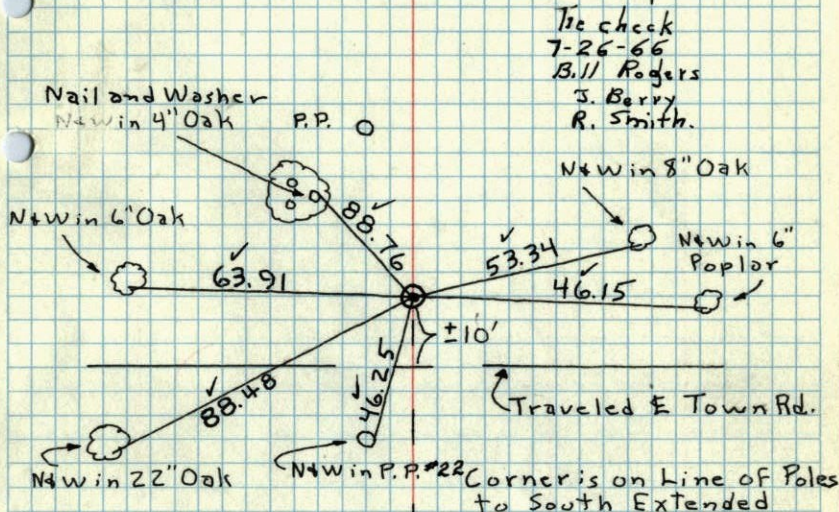 Tie check
7-26-66
Bill Rogers
J. Berry
R. Smith.
Nail and Washer
N&W in 4" Oak
P.P.
N&W in 8" Oak
N&W in 6" Oak
N&W in 6"
Poplar
88.76
53.34
63.91
46.15
±10'
88.48
46.25
Traveled E Town Rd.
N&W in 22" Oak
N&W in P.P. #22
Corner is on Line of Poles
to South Extended